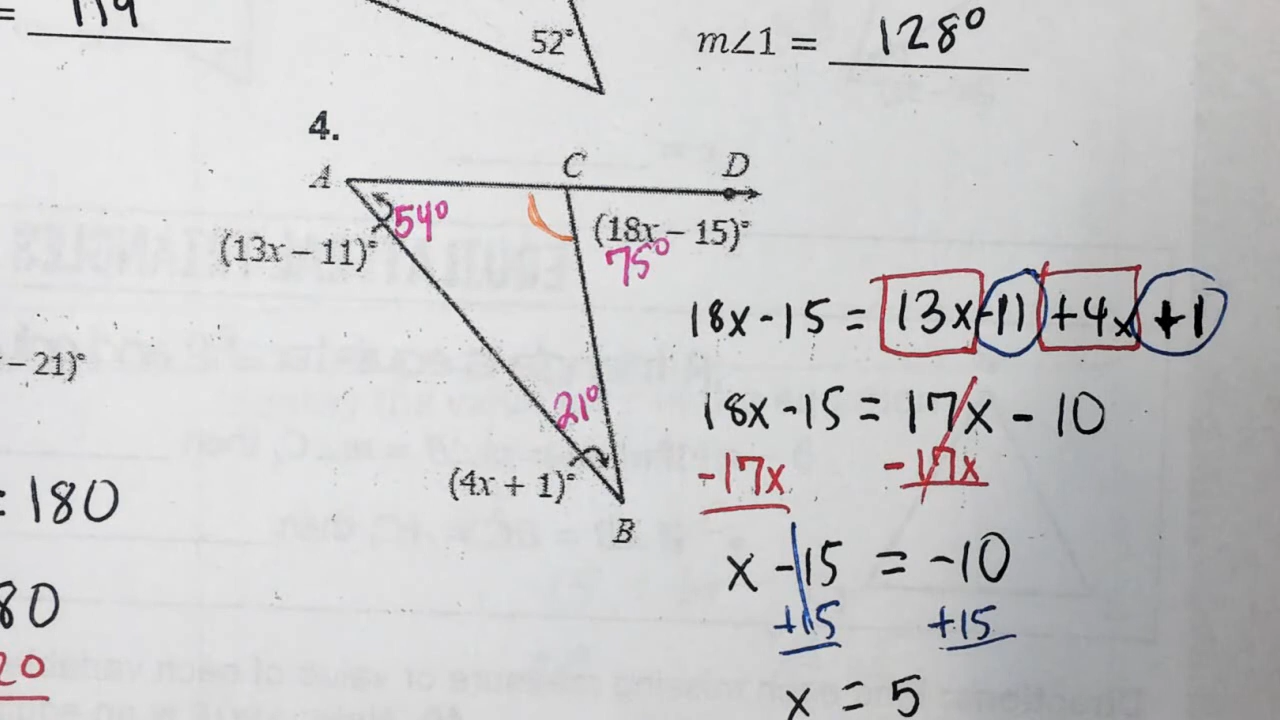 = 119
52°
m∠1 = 128°
4.
A
C
D
54°
(13x – 11)°
(18x – 15)°
75°
18x - 15 = 13x -11 +4x +1
– 21)°
21°
18x -15 = 17x - 10
-17x -17x
(4x + 1)°
= 180
B
x -15 = -10
80
+15 +15
20
x = 5